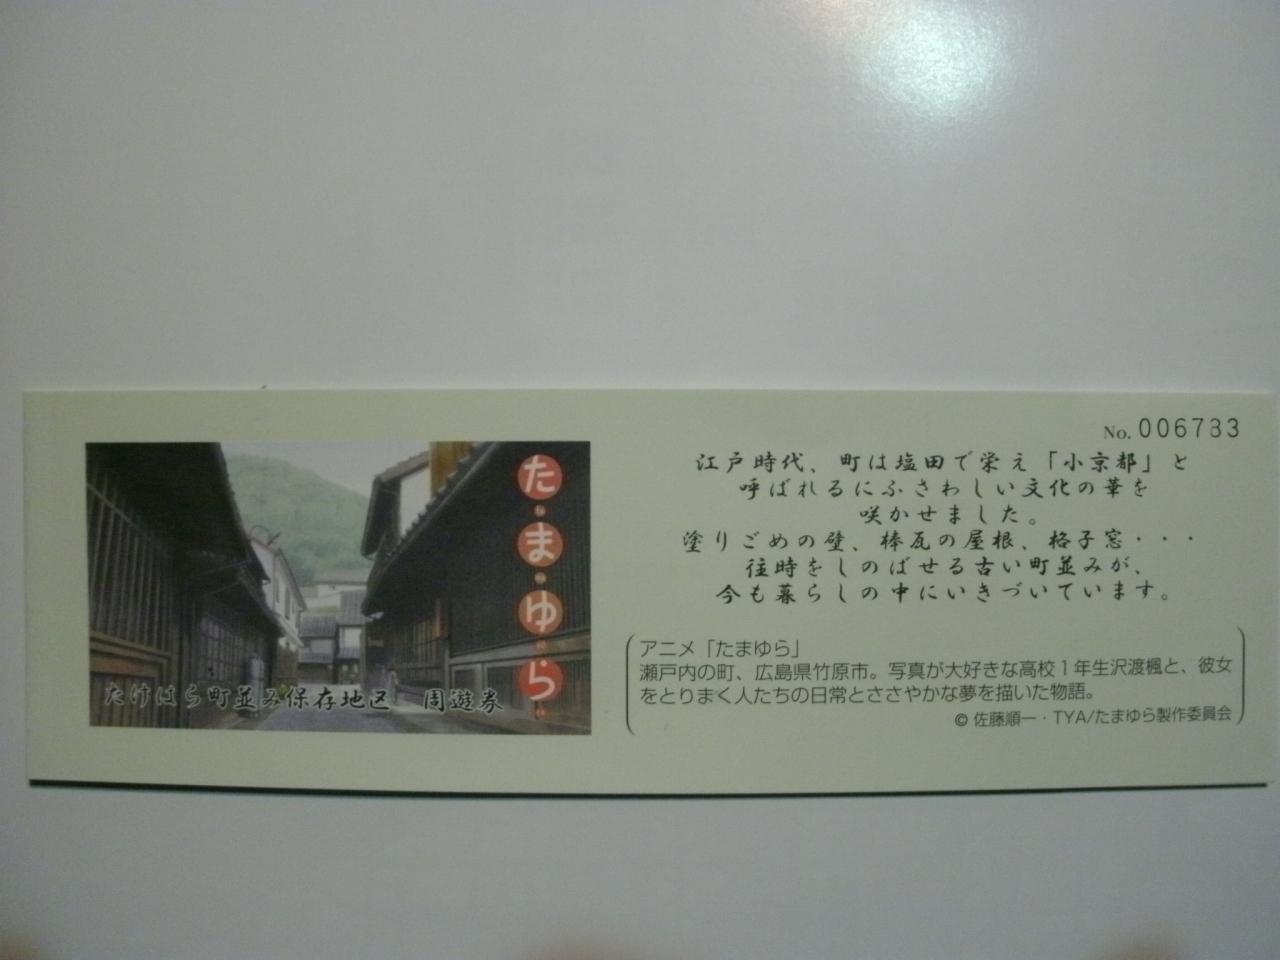 たまゆら
たけはら町並み保存地区 周遊券
No. 006733
江戸時代、町は塩田で栄え「小京都」と
呼ばれるにふさわしい文化の華を
咲かせました。
塗りごめの壁、棒瓦の屋根、格子窓・・・
往時をしのばせる古い町並みが、
今も暮らしの中にいきづいています。
アニメ「たまゆら」
瀬戸内の町、広島県竹原市。写真が大好きな高校1年生沢渡楓と、彼女
をとりまく人たちの日常とささやかな夢を描いた物語。
© 佐藤順一・TYA/たまゆら製作委員会